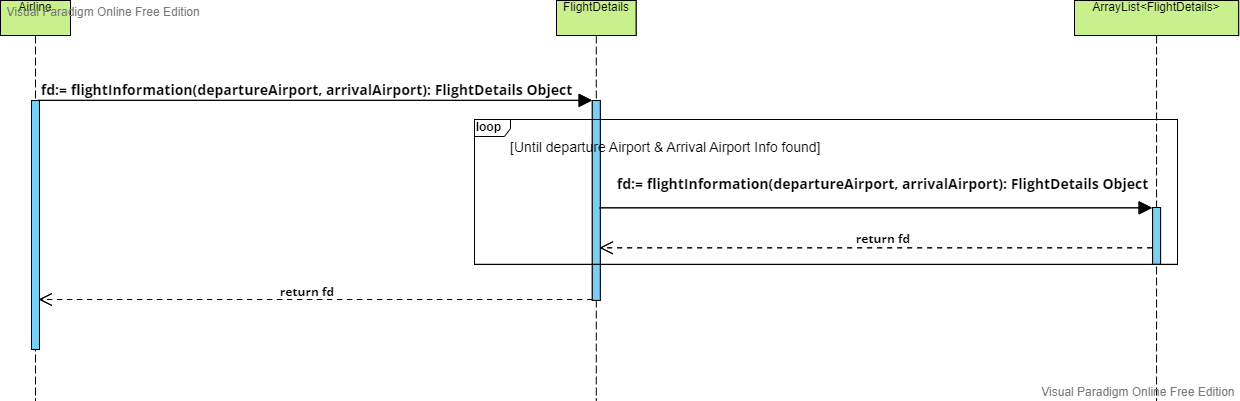 Airline
Visual Paradigm Online Free Edition
FlightDetails
ArrayList<FlightDetails>
fd:= flightInformation(departureAirport, arrivalAirport): FlightDetails Object
loop
[Until departure Airport & Arrival Airport Info found]
fd:= flightInformation(departureAirport, arrivalAirport): FlightDetails Object
return fd
return fd
Visual Paradigm Online Free Edition